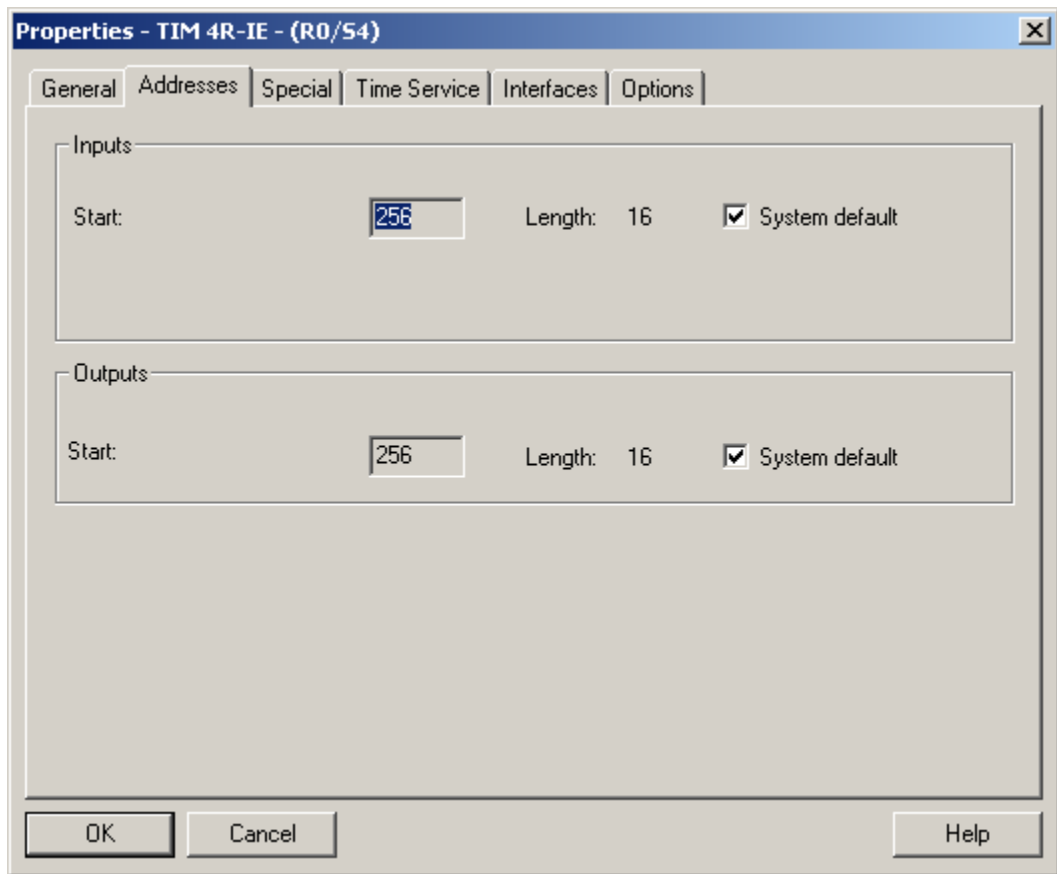 Properties - TIM 4R-IE - (R0/S4)
General Addresses Special Time Service Interfaces Options
Inputs
Start: 256 Length: 16 System default
Outputs
Start: 256 Length: 16 System default
OK Cancel Help